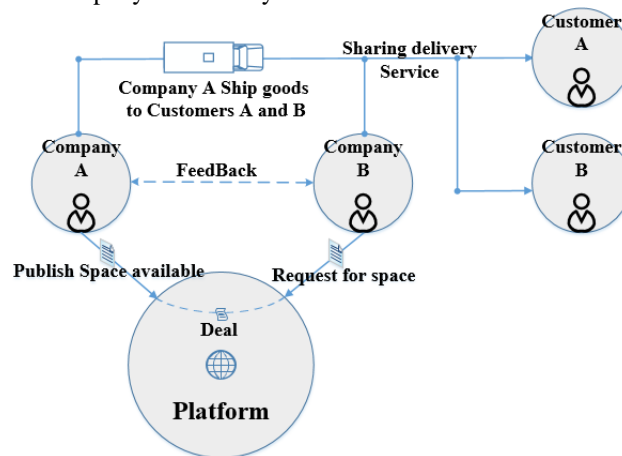 Customer
A
Sharing delivery
Service
Company A Ship goods
to Customers A and B
Company
A
FeedBack
Company
B
Customer
B
Publish Space available
Request for space
Deal
Platform